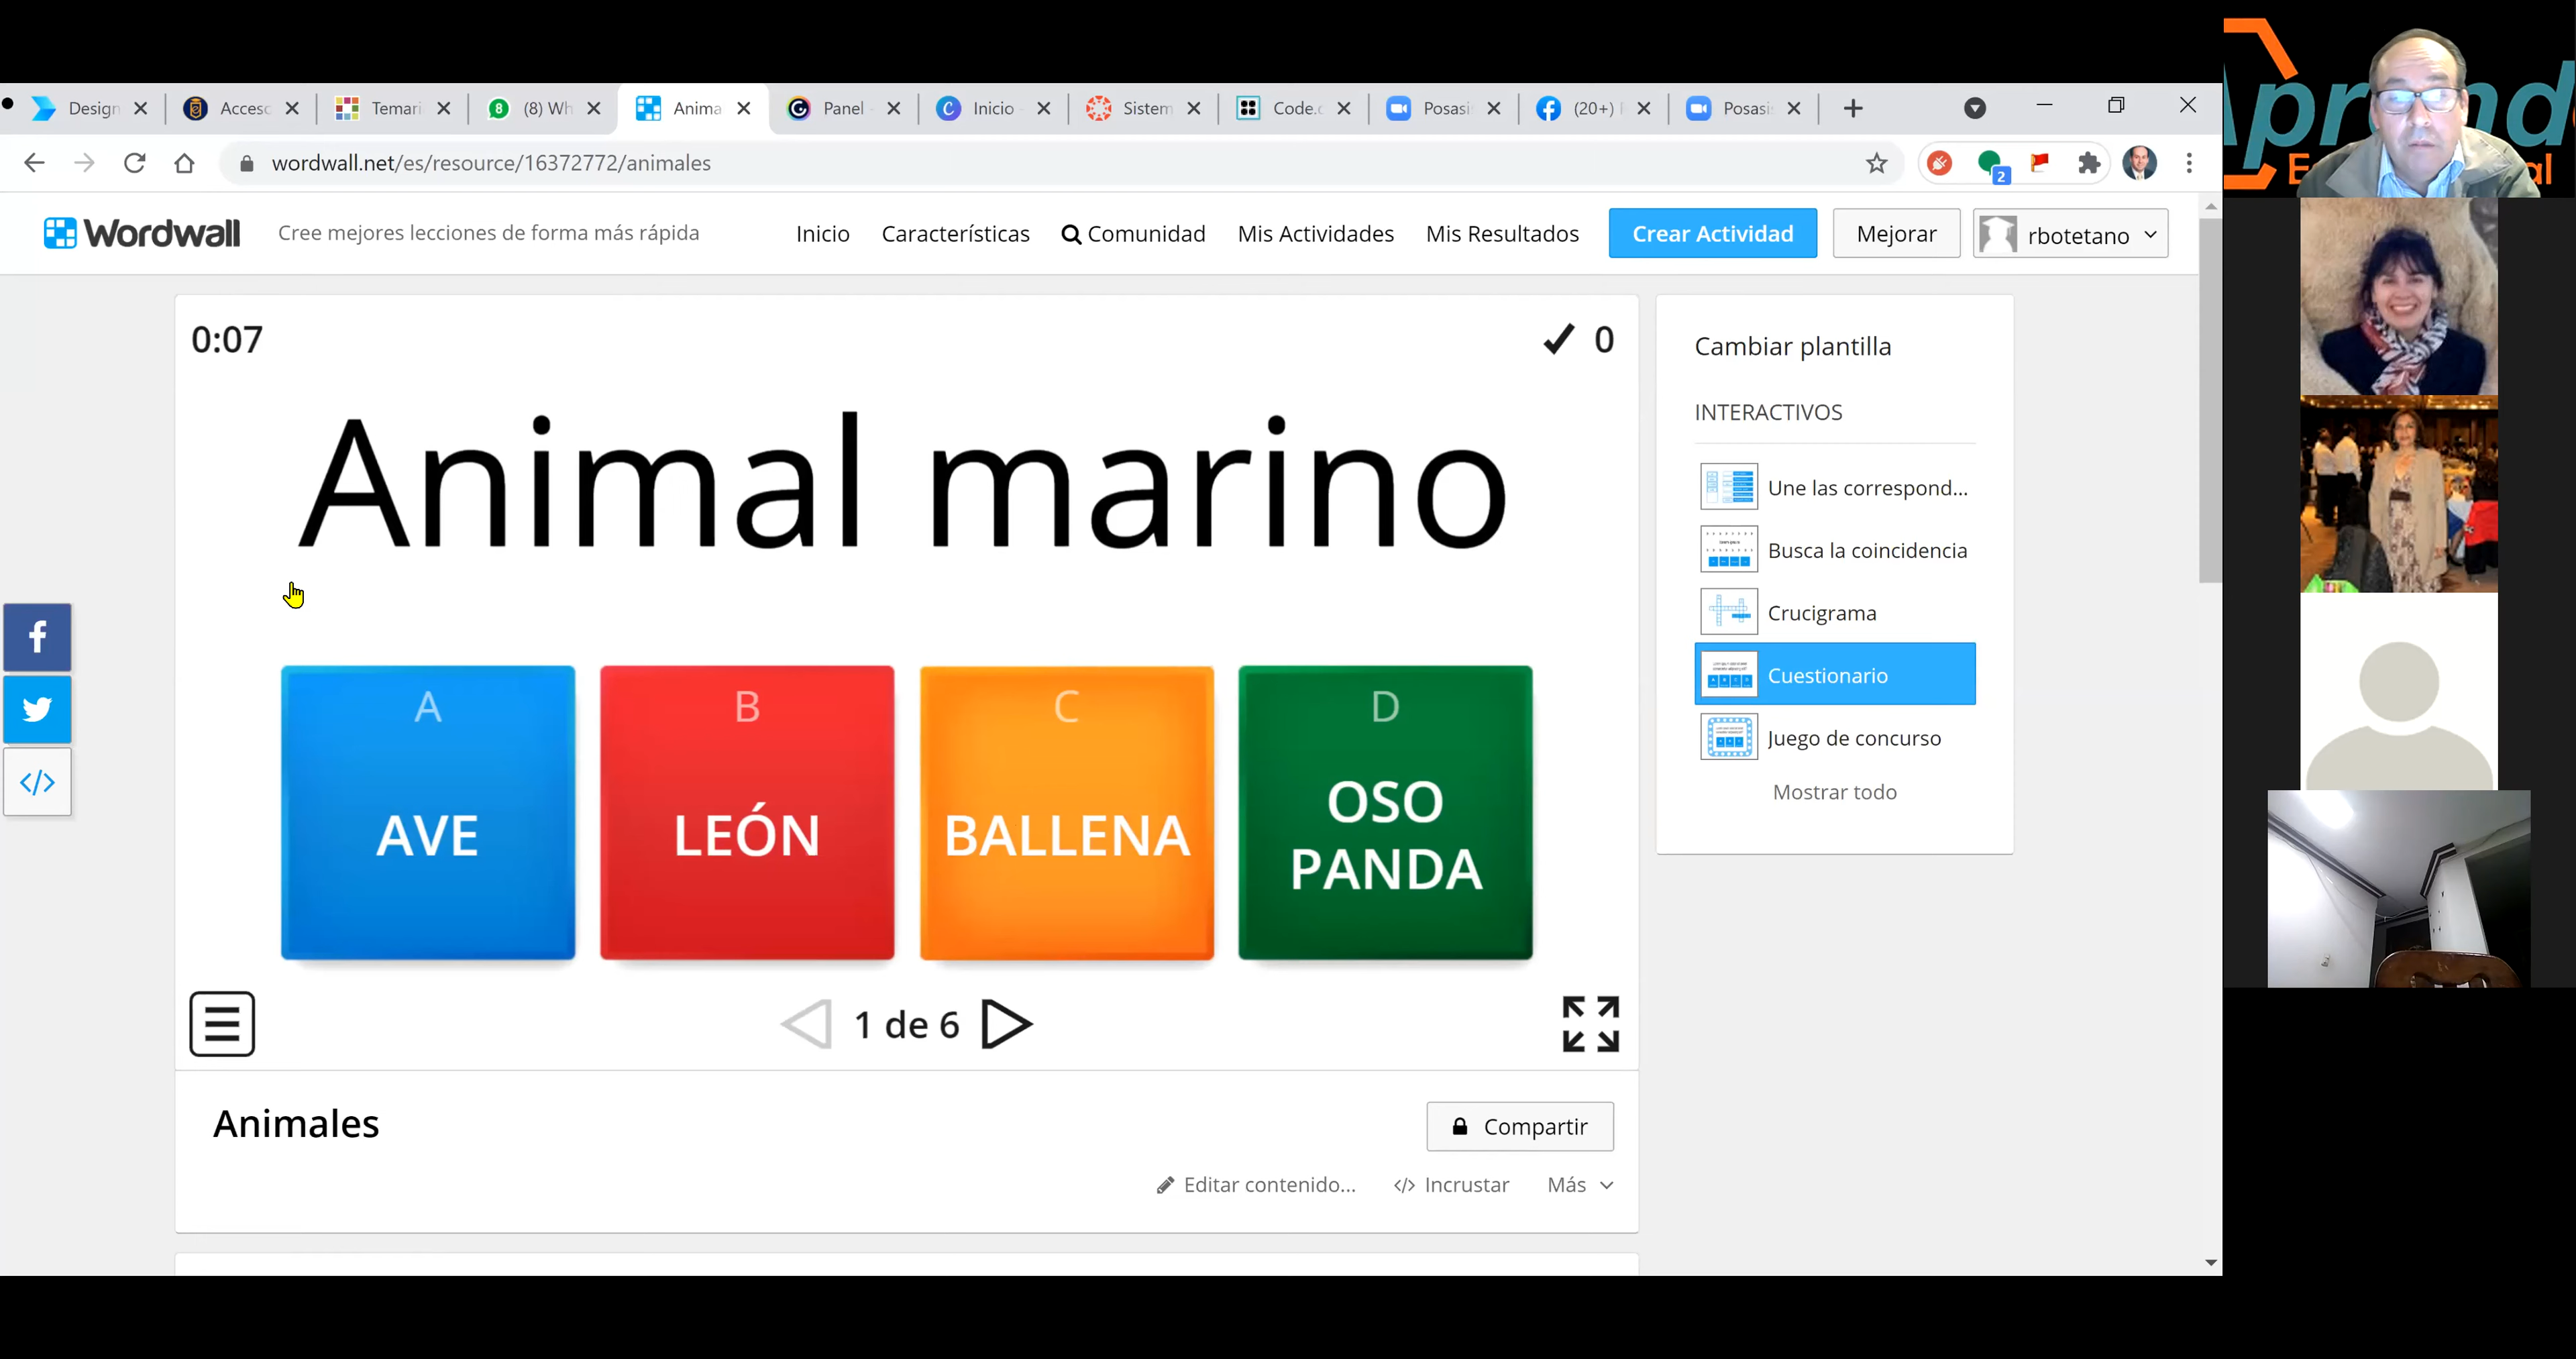 Design
Acceso
Temari
(8) Wh
Anima
Panel -
Inicio -
Sistem
Code.c
Posasi
(20+)
Posasi
wordwall.net/es/resource/16372772/animales
2
Wordwall
Cree mejores lecciones de forma más rápida
Inicio
Características
Comunidad
Mis Actividades
Mis Resultados
Crear Actividad
Mejorar
rbotetano
0:07
0
Animal marino
A
AVE
B
LEÓN
C
BALLENA
D
OSO
PANDA
1 de 6
Animales
Compartir
Editar contenido...
Incrustar
Más
Cambiar plantilla
INTERACTIVOS
Une las correspond...
Busca la coincidencia
Crucigrama
Cuestionario
Juego de concurso
Mostrar todo